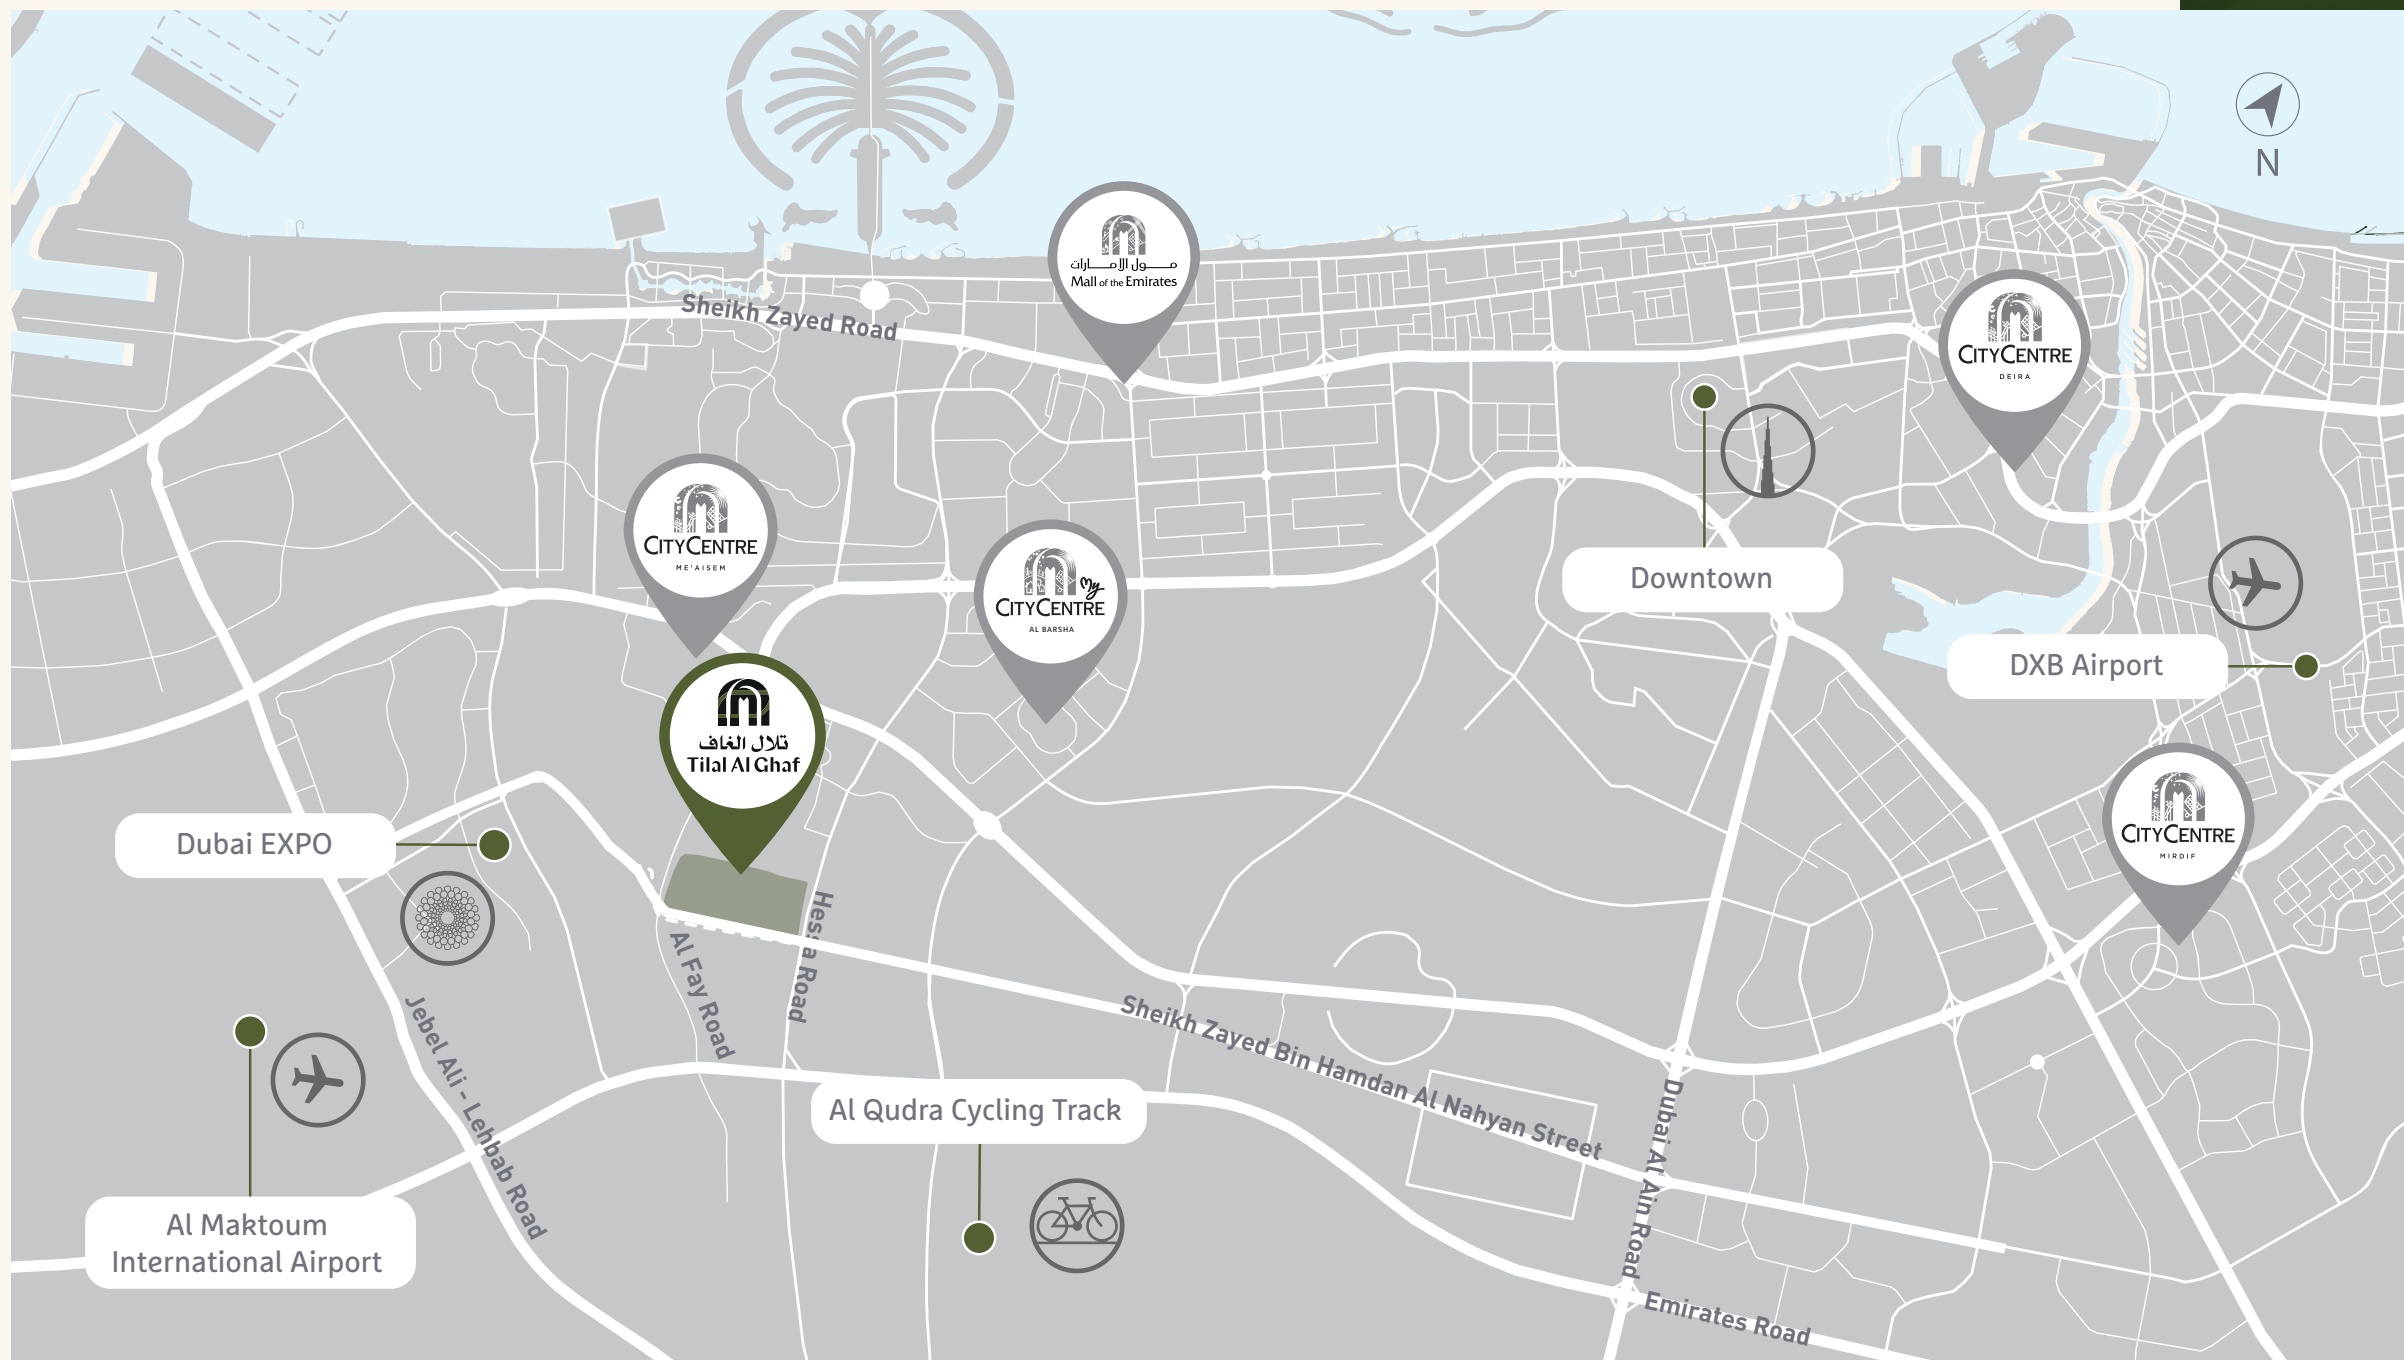 N
Sheikh Zayed Road
مول الإمارات
Mall of the Emirates
CITY CENTRE
DEIRA
CITY CENTRE
ME'AISEM
My
CITY CENTRE
AL BARSHA
Downtown
DXB Airport
تلال الغاف
Tilal Al Ghaf
CITY CENTRE
MIRDIF
Dubai EXPO
Hessa Road
Al Fay Road
Jebel Ali - Lehbab Road
Sheikh Zayed Bin Hamdan Al Nahyan Street
Al Qudra Cycling Track
Dubai Al Ain Road
Al Maktoum
International Airport
Emirates Road